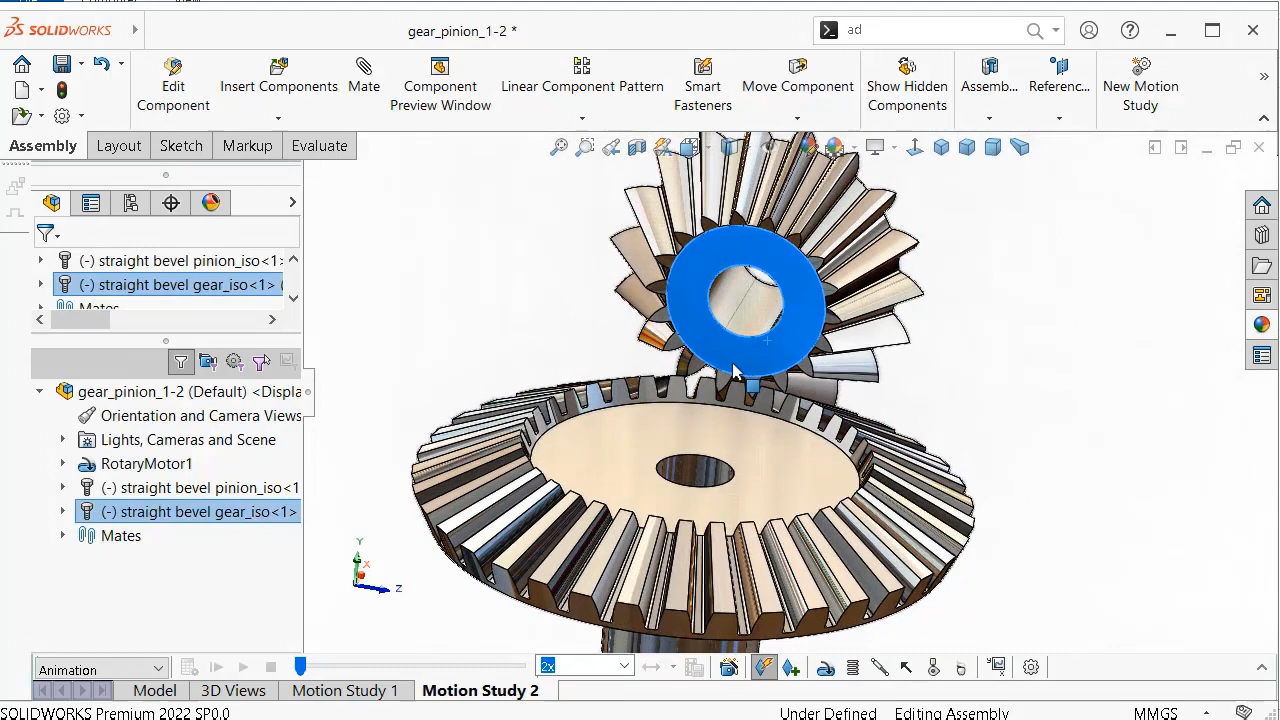 SOLIDWORKS
gear_pinion_1-2 *
ad
Edit Component
Insert Components
Mate
Component Preview Window
Linear Component Pattern
Smart Fasteners
Move Component
Show Hidden Components
Assemb...
Referenc...
New Motion Study
Assembly
Layout
Sketch
Markup
Evaluate
(-) straight bevel pinion_iso<1>
(-) straight bevel gear_iso<1> (
Mates
gear_pinion_1-2 (Default) <Displa
Orientation and Camera Views
Lights, Cameras and Scene
RotaryMotor1
(-) straight bevel pinion_iso<1
(-) straight bevel gear_iso<1>
Mates
Y
X
Z
Animation
2x
Model
3D Views
Motion Study 1
Motion Study 2
SOLIDWORKS Premium 2022 SP0.0
Under Defined
Editing Assembly
MMGS